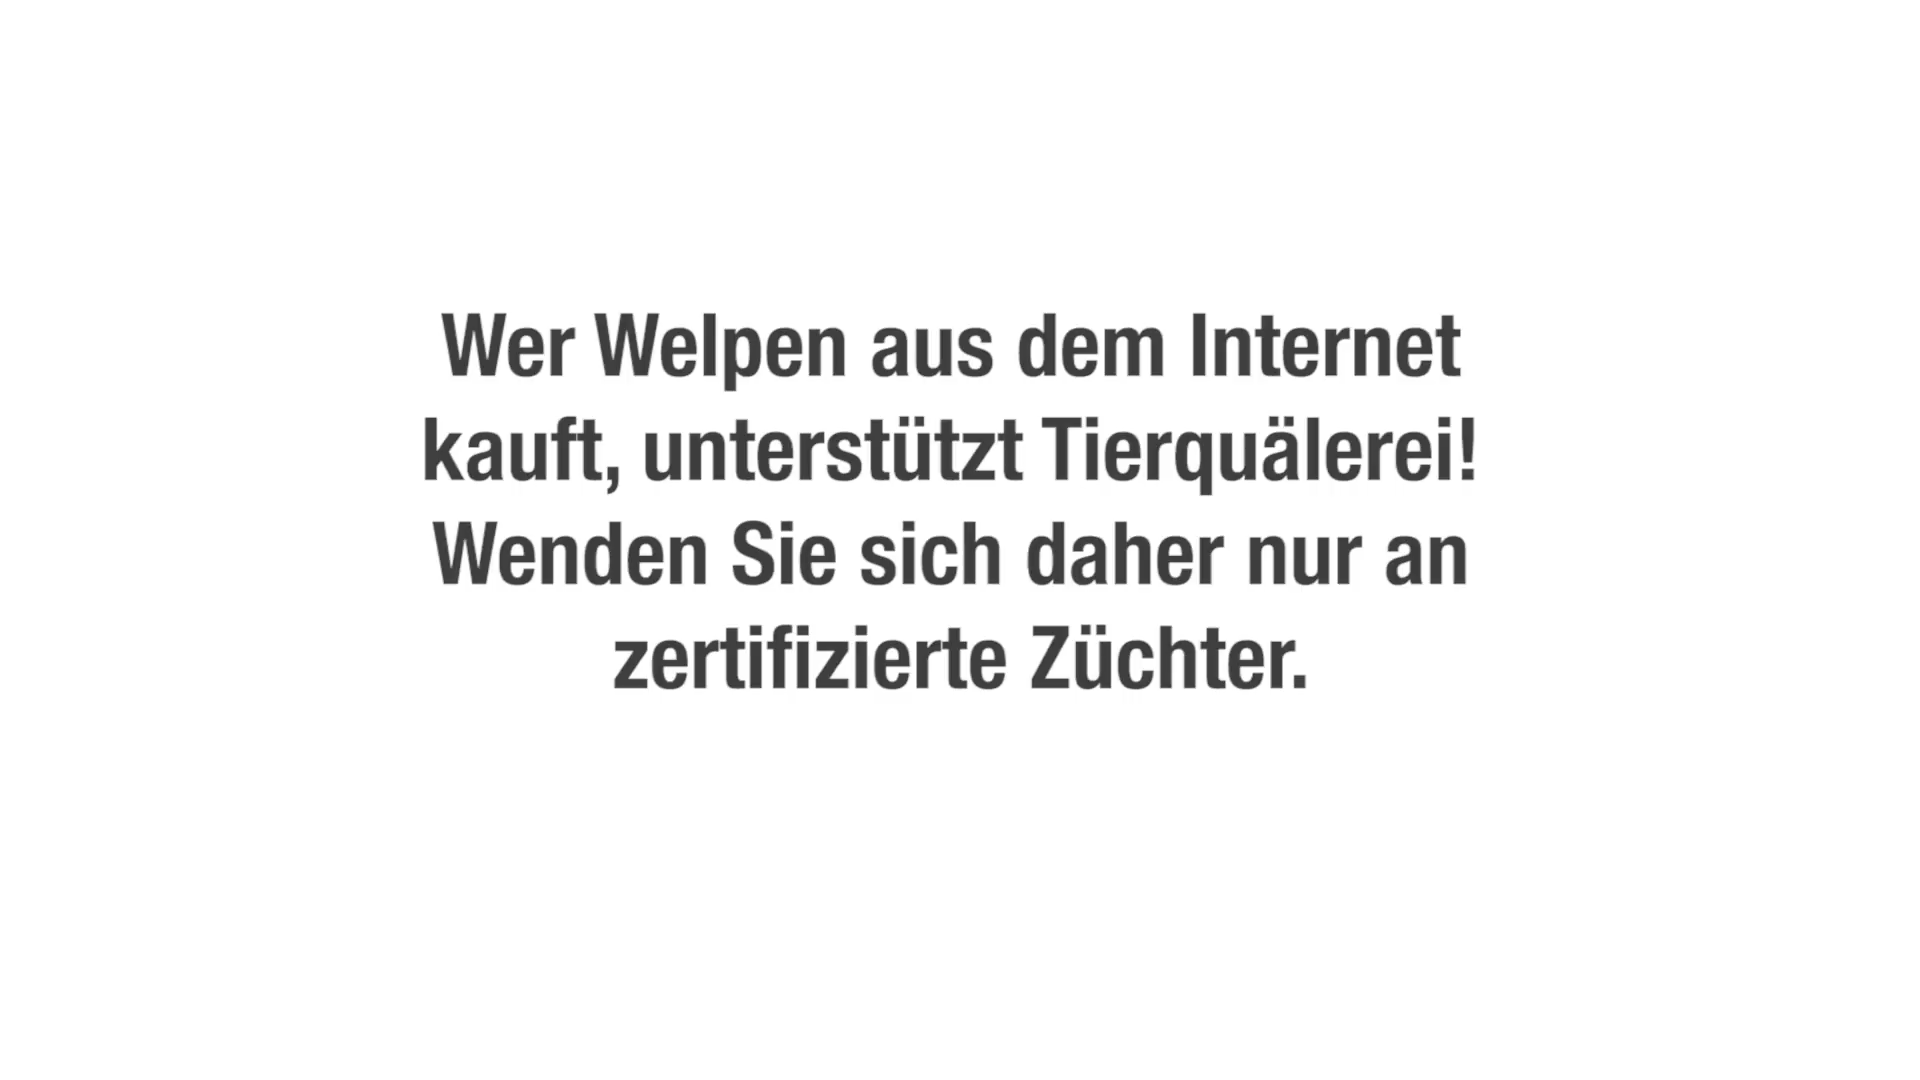 Wer Welpen aus dem Internet
kauft, unterstützt Tierquälerei!
Wenden Sie sich daher nur an
zertifizierte Züchter.